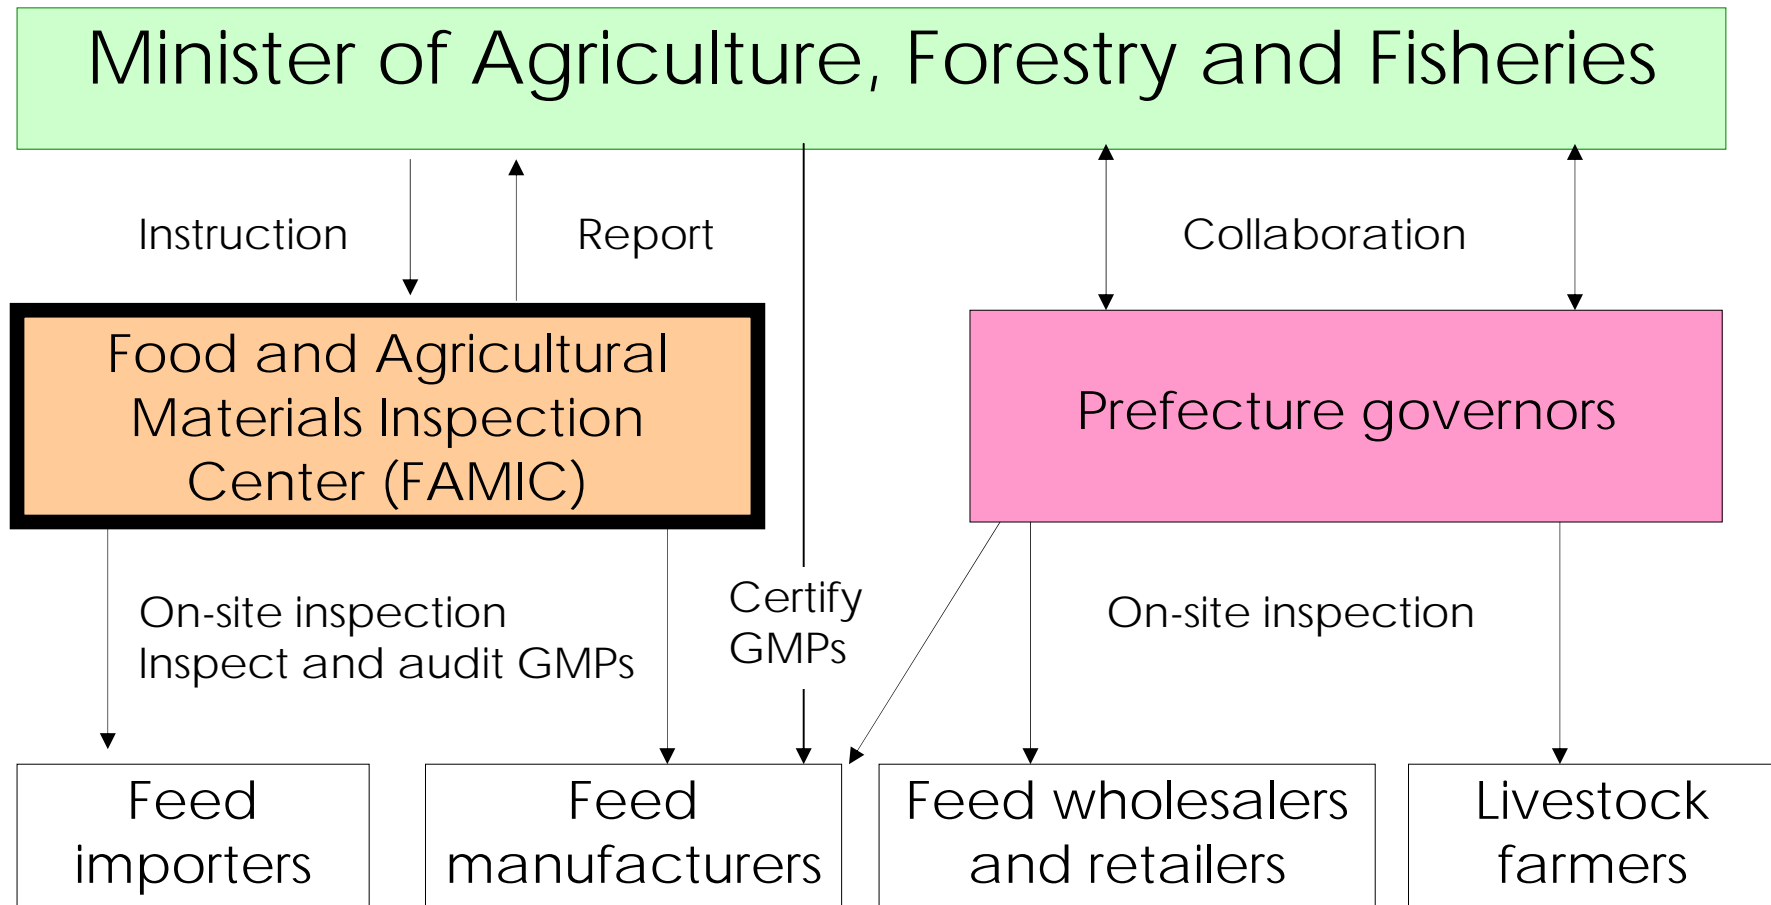 Minister of Agriculture, Forestry and Fisheries
Instruction
Report
Collaboration
Food and Agricultural
Materials Inspection
Center (FAMIC)
Prefecture governors
On-site inspection
Inspect and audit GMPs
Certify
GMPs
On-site inspection
Feed
importers
Feed
manufacturers
Feed wholesalers
and retailers
Livestock
farmers